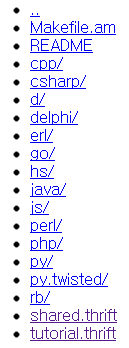 ..
Makefile.am
README
cpp/
csharp/
d/
delphi/
erl/
go/
hs/
java/
js/
perl/
php/
py/
py.twisted/
rb/
shared.thrift
tutorial.thrift